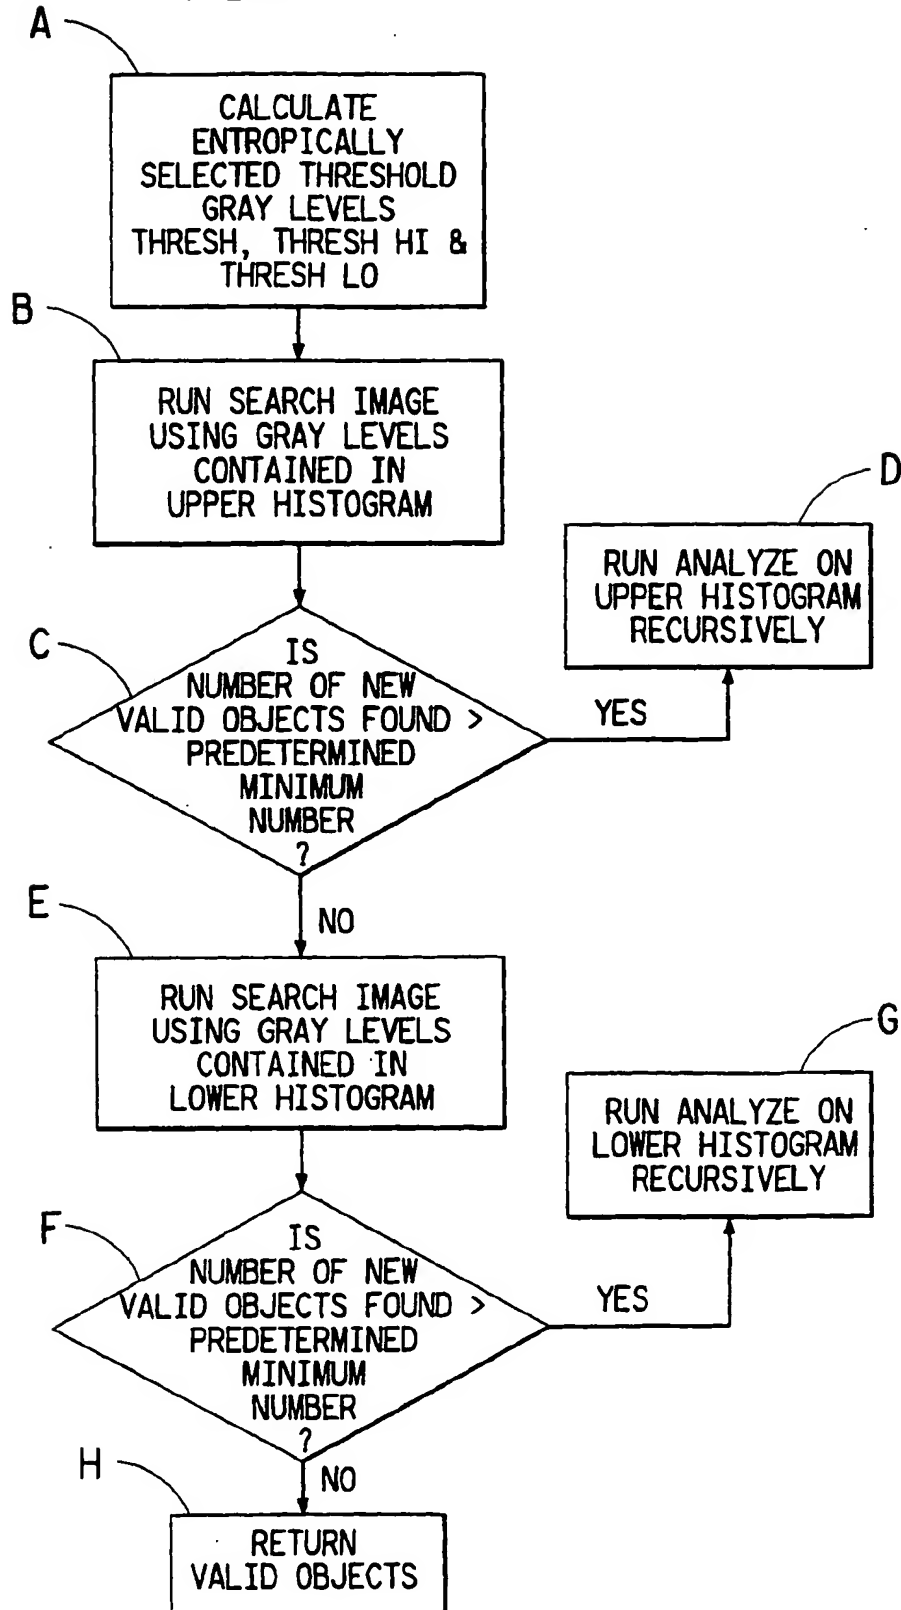 A
CALCULATE
ENTROPICALLY
SELECTED THRESHOLD
GRAY LEVELS
THRESH, THRESH HI &
THRESH LO
B
RUN SEARCH IMAGE
USING GRAY LEVELS
CONTAINED IN
UPPER HISTOGRAM
D
RUN ANALYZE ON
UPPER HISTOGRAM
RECURSIVELY
C
IS
NUMBER OF NEW
VALID OBJECTS FOUND >
PREDETERMINED
MINIMUM
NUMBER
?
YES
NO
E
RUN SEARCH IMAGE
USING GRAY LEVELS
CONTAINED IN
LOWER HISTOGRAM
G
RUN ANALYZE ON
LOWER HISTOGRAM
RECURSIVELY
F
IS
NUMBER OF NEW
VALID OBJECTS FOUND >
PREDETERMINED
MINIMUM
NUMBER
?
YES
NO
H
RETURN
VALID OBJECTS